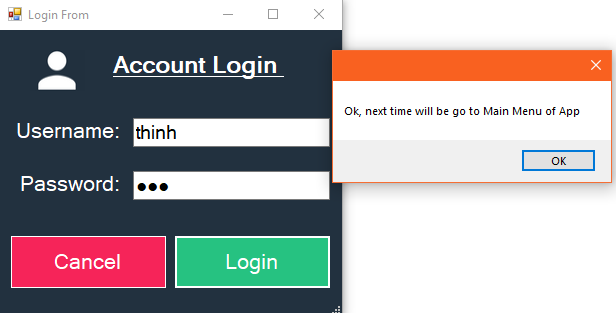 Login From
Account Login
Username:
thinh
Password:
●●●
Cancel
Login
Ok, next time will be go to Main Menu of App
OK